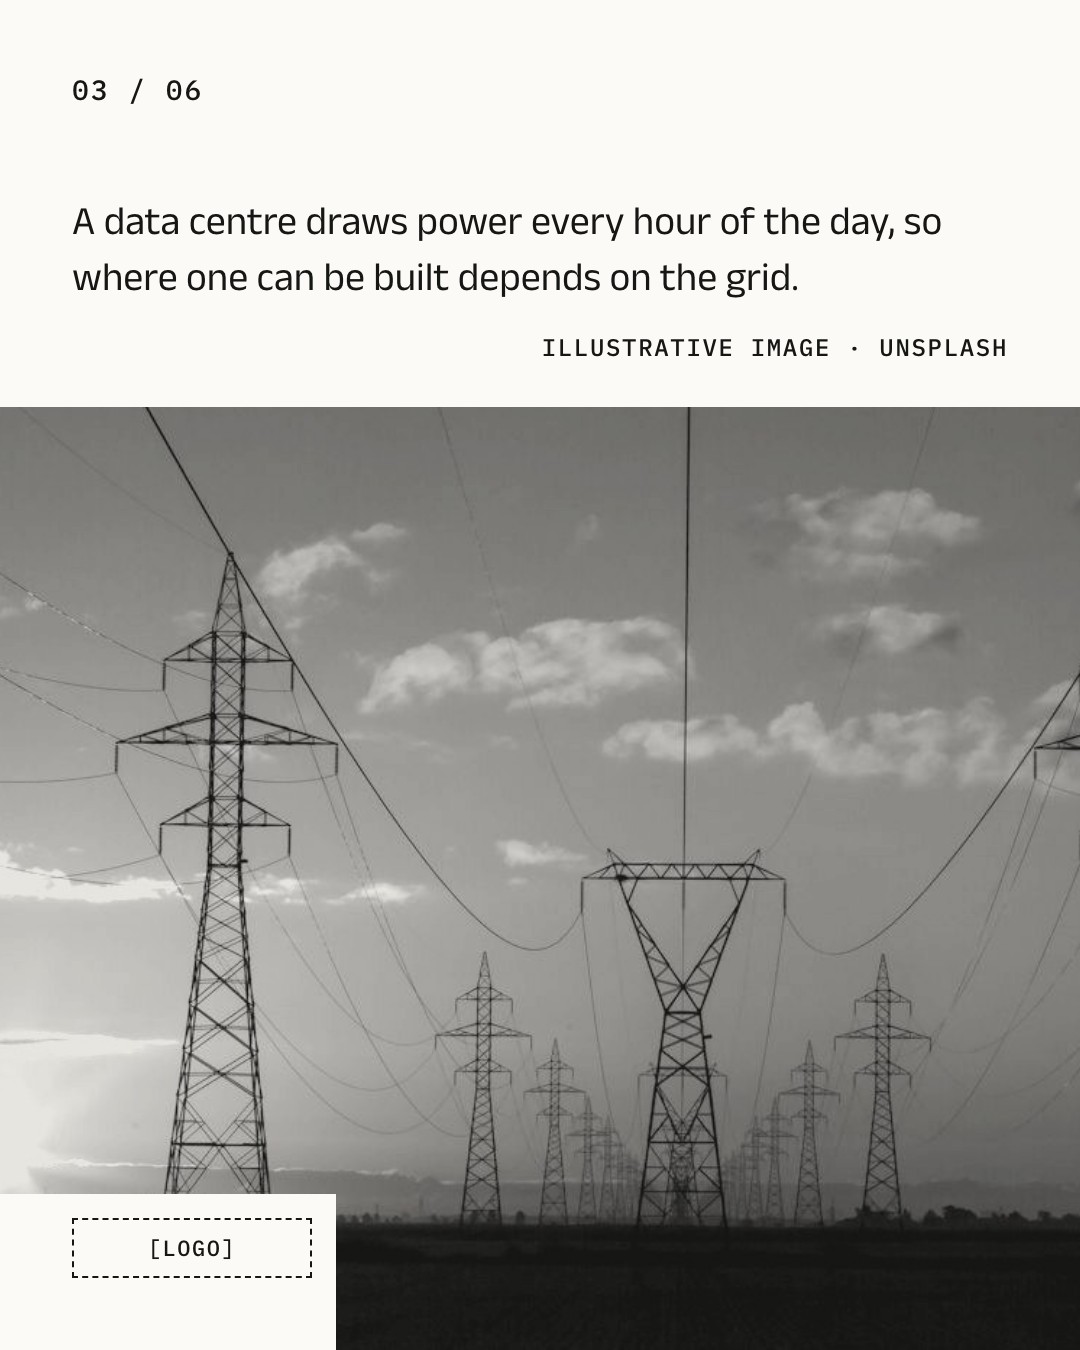 03 / 06
A data centre draws power every hour of the day, so
where one can be built depends on the grid.
ILLUSTRATIVE IMAGE · UNSPLASH
[LOGO]